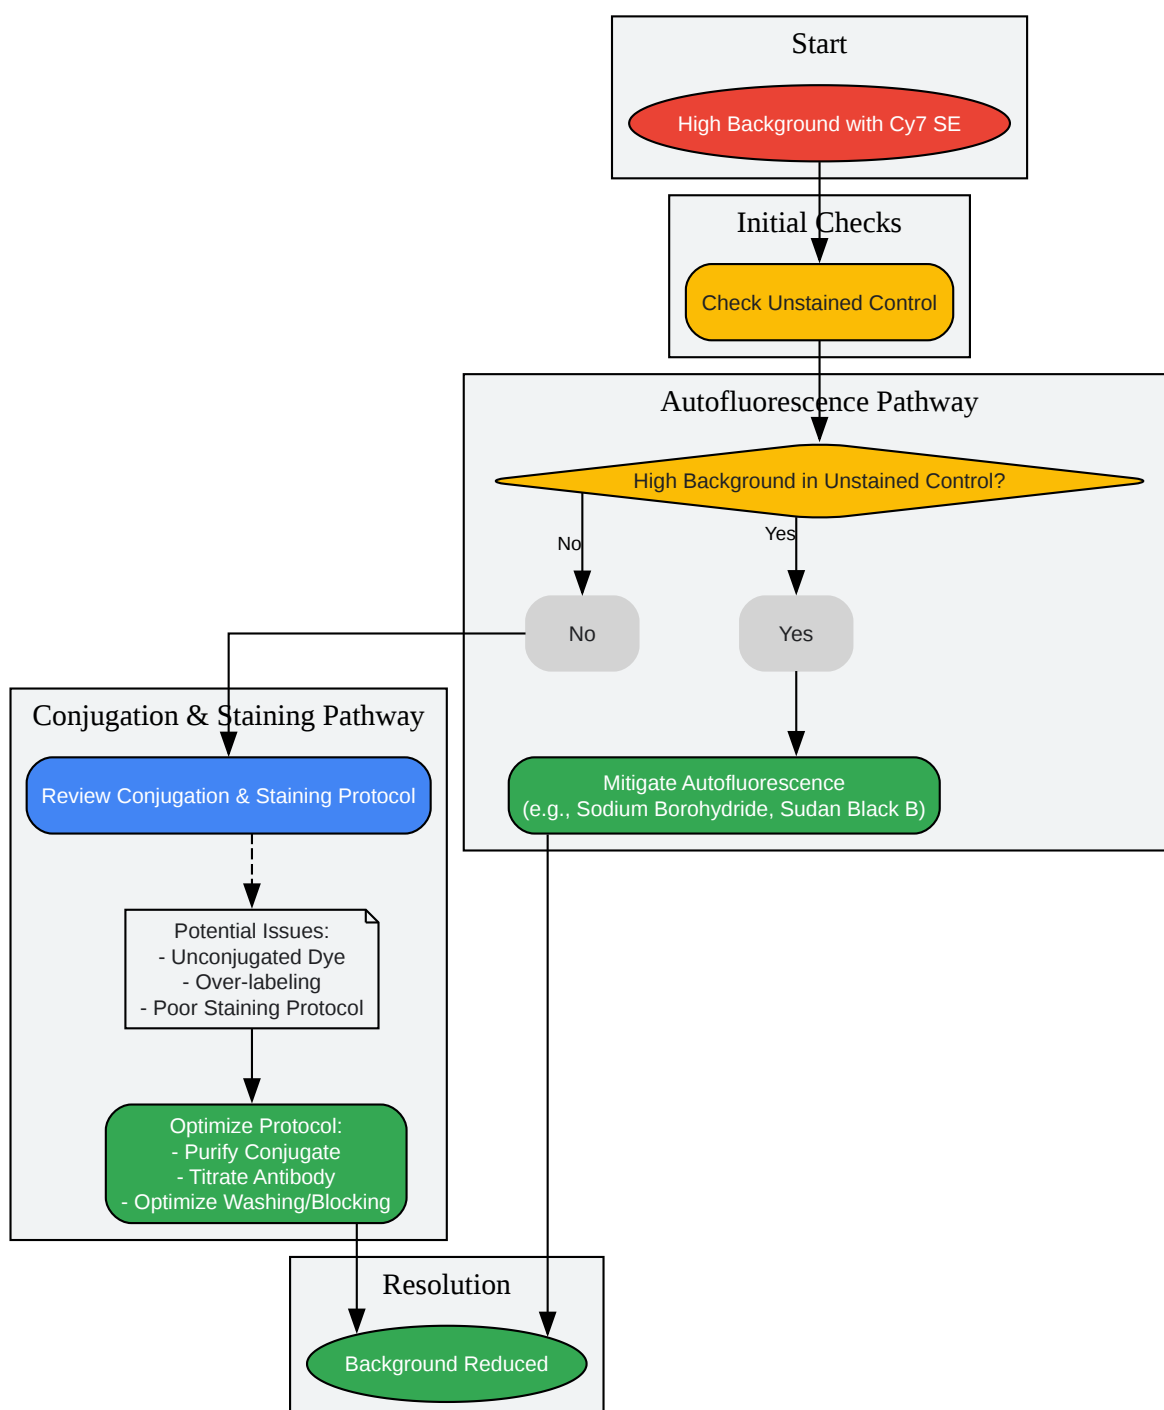 Start
High Background with Cy7 SE
Initial Checks
Check Unstained Control
Autofluorescence Pathway
High Background in Unstained Control?
No
Yes
No
Yes
Conjugation & Staining Pathway
Review Conjugation & Staining Protocol
Mitigate Autofluorescence
(e.g., Sodium Borohydride, Sudan Black B)
Potential Issues:
- Unconjugated Dye
- Over-labeling
- Poor Staining Protocol
Optimize Protocol:
- Purify Conjugate
- Titrate Antibody
- Optimize Washing/Blocking
Resolution
Background Reduced